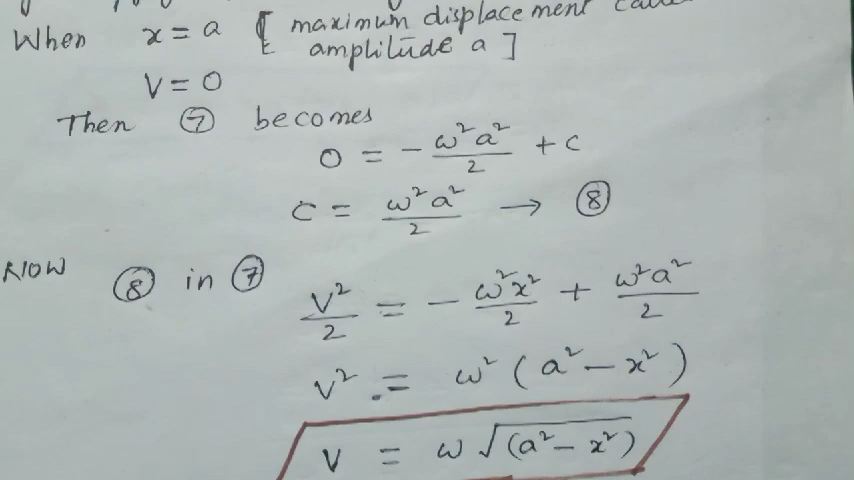 When x = a [ maximum displacement
amplitude a ]
V = 0
Then ⑦ becomes
0 = - ω²a²/2 + c
c = ω²a²/2 → ⑧
NOW ⑧ in ⑦
V²/2 = - ω²x²/2 + ω²a²/2
V² = ω² ( a² - x² )
V = ω √(a² - x²)